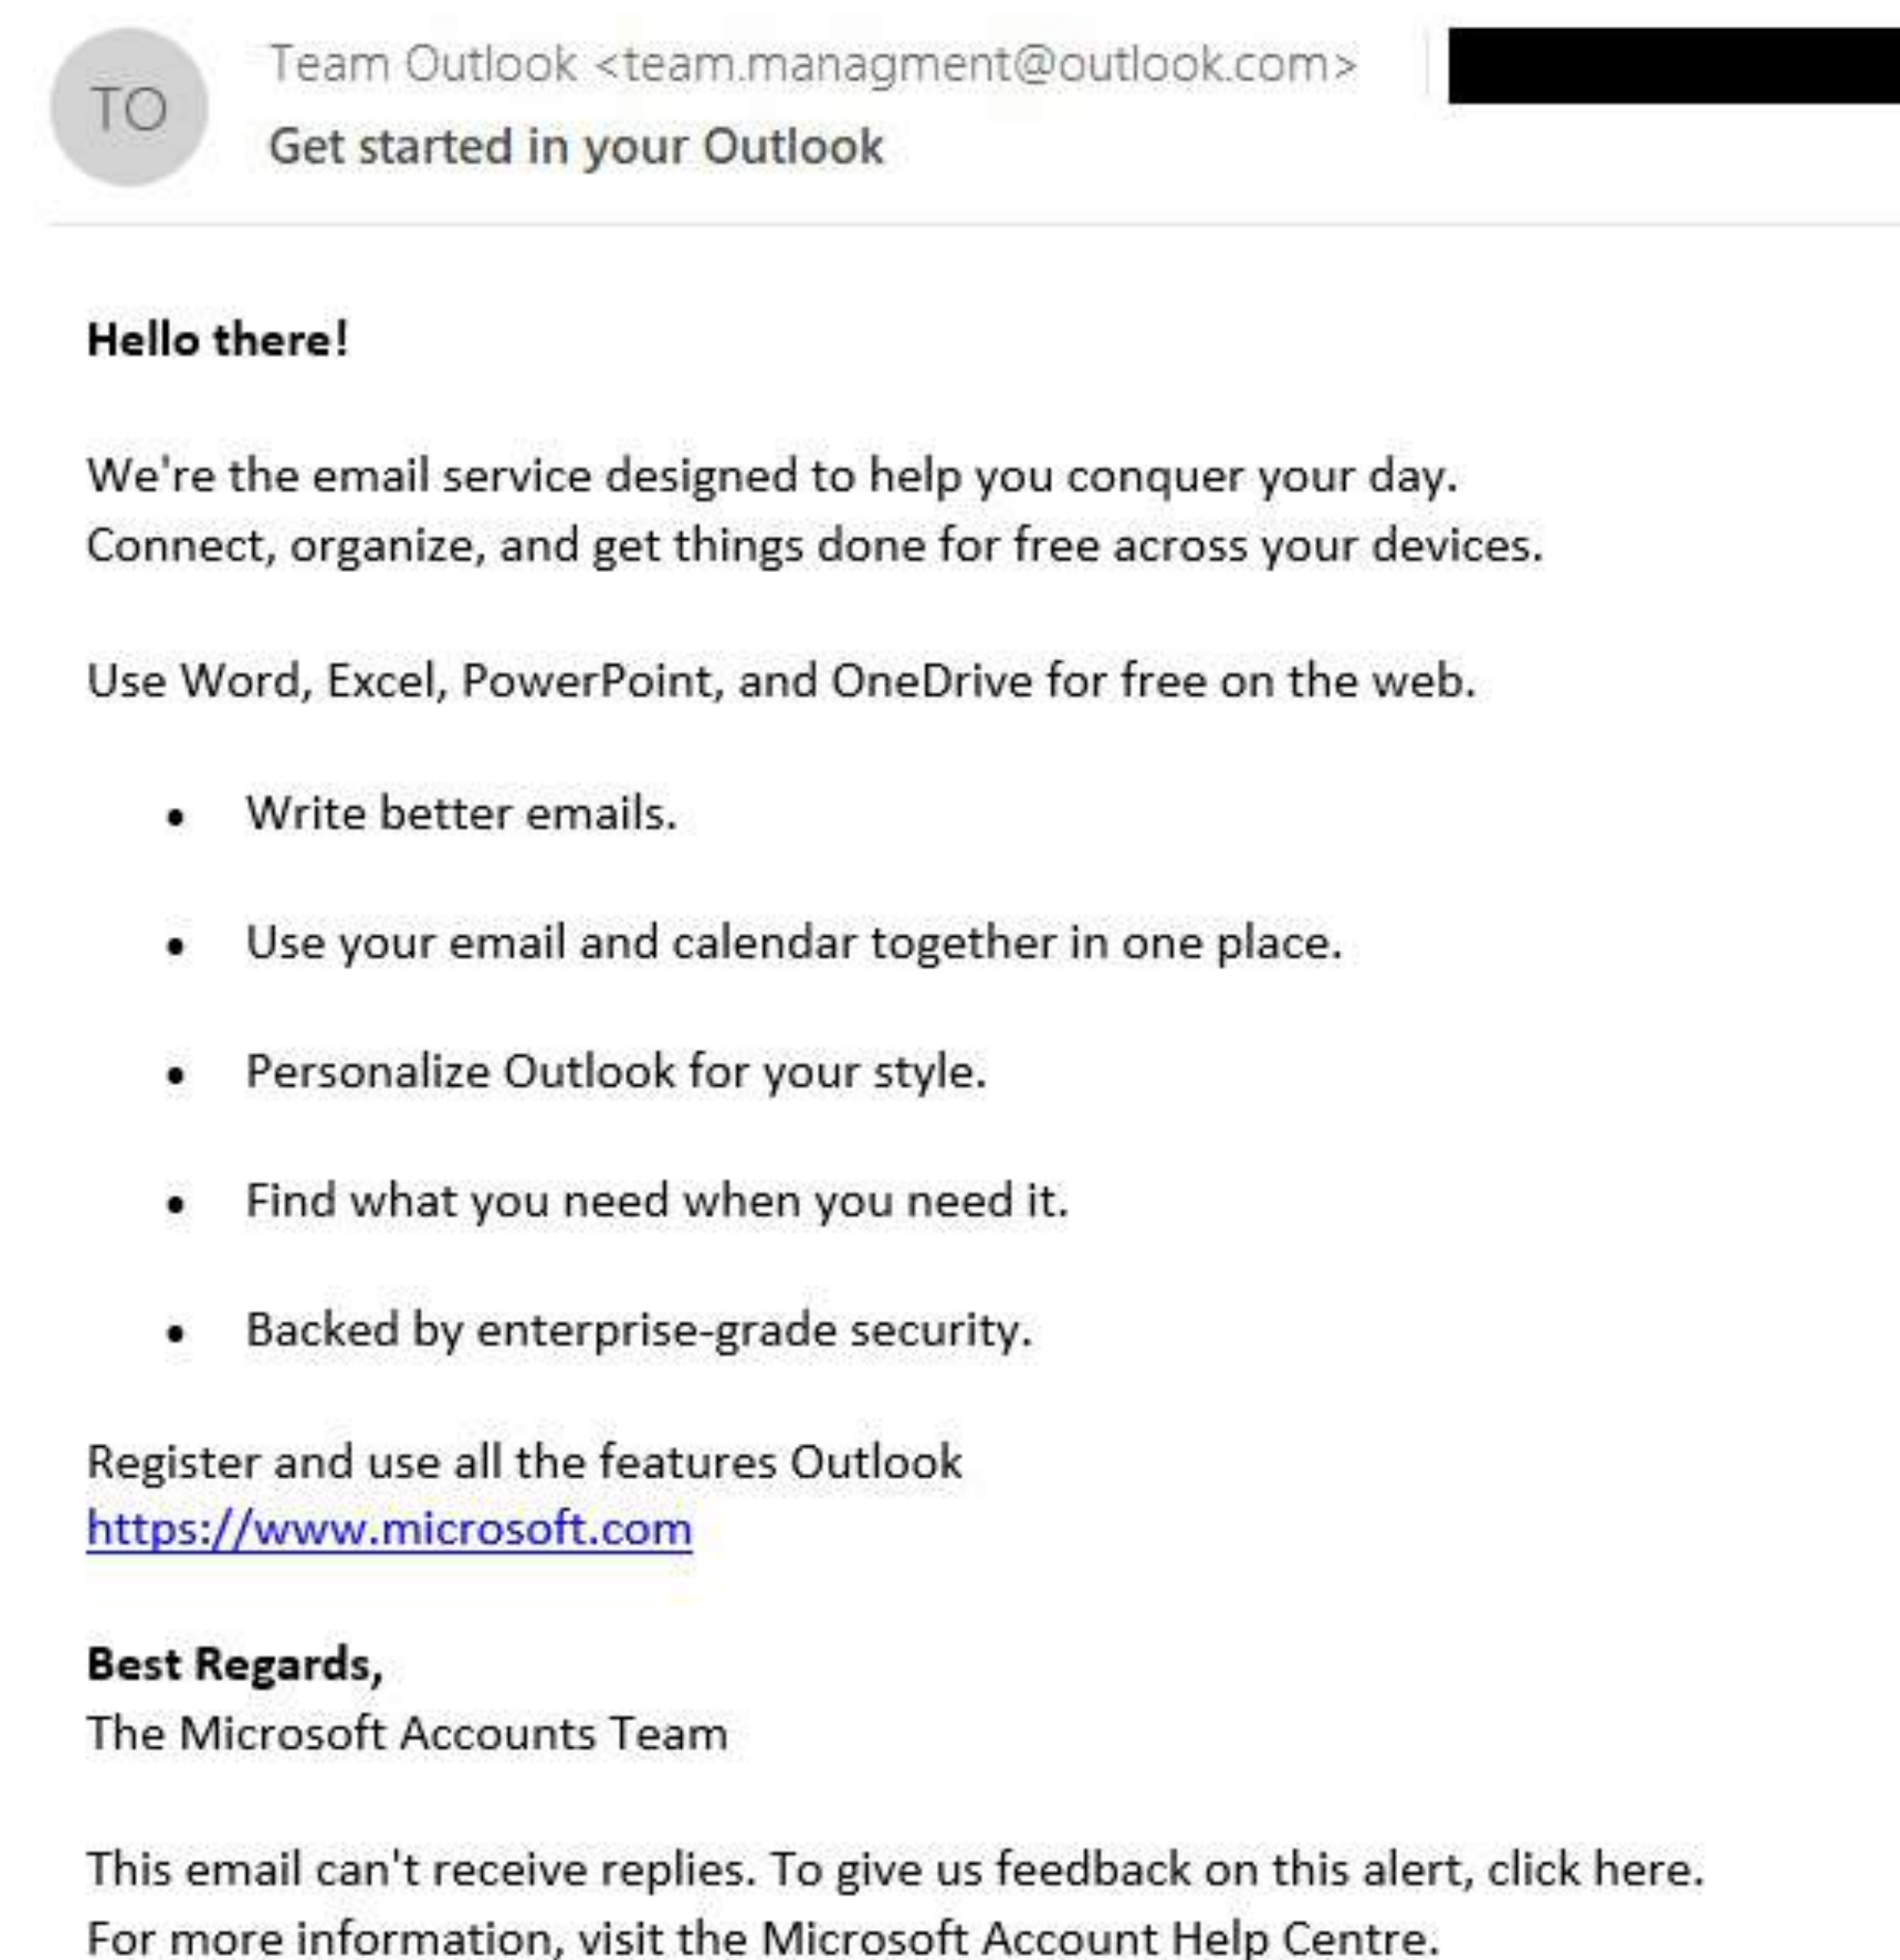 TO
Team Outlook <team.managment@outlook.com>
Get started in your Outlook
Hello there!
We're the email service designed to help you conquer your day.
Connect, organize, and get things done for free across your devices.
Use Word, Excel, PowerPoint, and OneDrive for free on the web.
• Write better emails.
• Use your email and calendar together in one place.
• Personalize Outlook for your style.
• Find what you need when you need it.
• Backed by enterprise-grade security.
Register and use all the features Outlook
https://www.microsoft.com
Best Regards,
The Microsoft Accounts Team
This email can't receive replies. To give us feedback on this alert, click here.
For more information, visit the Microsoft Account Help Centre.